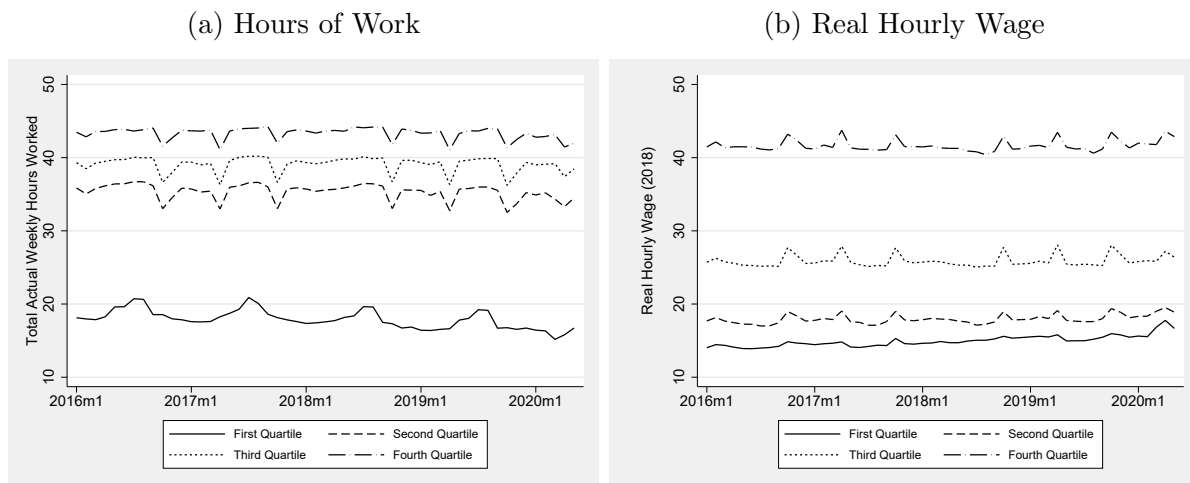 (a) Hours of Work
Total Actual Weekly Hours Worked
50
40
30
20
10
2016m1 2017m1 2018m1 2019m1 2020m1
First Quartile Second Quartile
Third Quartile Fourth Quartile
(b) Real Hourly Wage
Real Hourly Wage (2018)
50
40
30
20
10
2016m1 2017m1 2018m1 2019m1 2020m1
First Quartile Second Quartile
Third Quartile Fourth Quartile